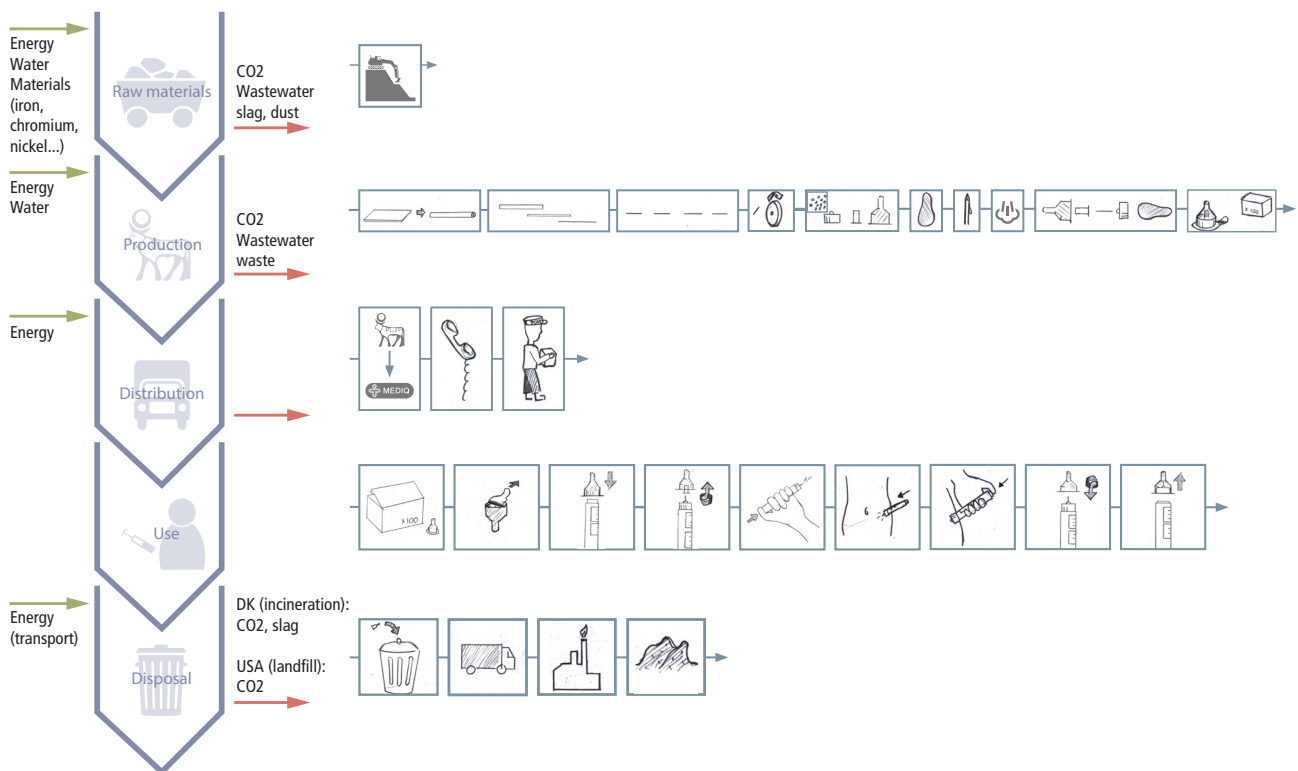 Energy
Water
Materials
(iron,
chromium,
nickel...)
Raw materials
CO2
Wastewater
slag, dust
Energy
Water
Production
CO2
Wastewater
waste
x 100
Energy
Distribution
MEDIQ
Use
x100
Energy
(transport)
Disposal
DK (incineration):
CO2, slag
USA (landfill):
CO2